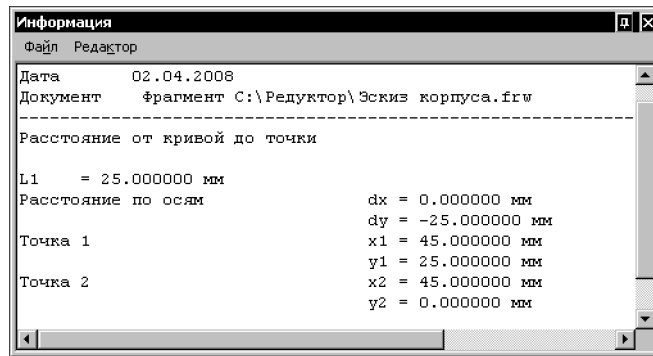 Информация
Файл Редактор
Дата 02.04.2008
Документ Фрагмент C:\Редуктор\Эскиз корпуса.frw
Расстояние от кривой до точки
L1 = 25.000000 мм
Расстояние по осям dx = 0.000000 мм
dy = -25.000000 мм
Точка 1 x1 = 45.000000 мм
y1 = 25.000000 мм
Точка 2 x2 = 45.000000 мм
y2 = 0.000000 мм